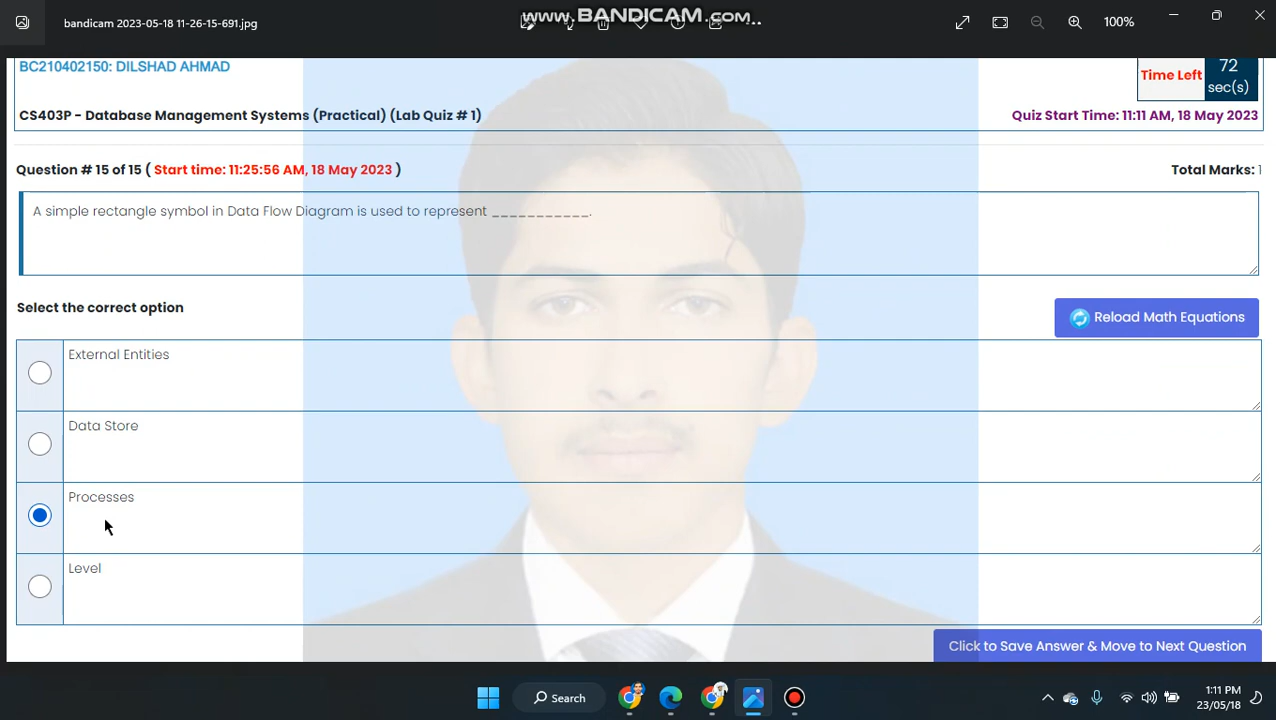 bandicam 2023-05-18 11-26-15-691.jpg
www.BANDICAM.COM
100%
BC210402150: DILSHAD AHMAD
Time Left
72
sec(s)
CS403P - Database Management Systems (Practical) (Lab Quiz # 1)
Quiz Start Time: 11:11 AM, 18 May 2023
Question # 15 of 15 ( Start time: 11:25:56 AM, 18 May 2023 )
Total Marks: 1
A simple rectangle symbol in Data Flow Diagram is used to represent ___________.
Select the correct option
Reload Math Equations
External Entities
Data Store
Processes
Level
Click to Save Answer & Move to Next Question
Search
1:11 PM
23/05/18